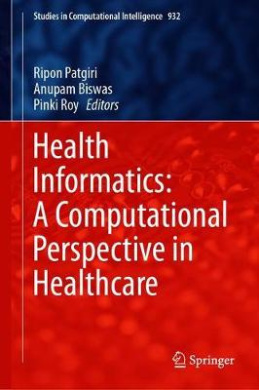 Studies in Computational Intelligence 932
Ripon Patgiri
Anupam Biswas
Pinki Roy Editors
Health
Informatics:
A Computational
Perspective in
Healthcare
Springer